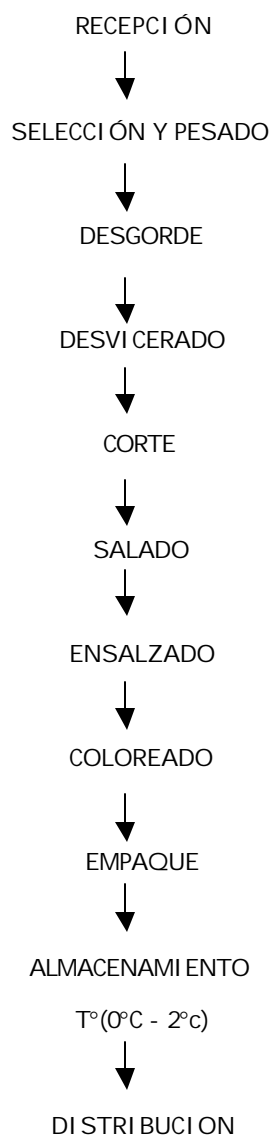 RECEPCIÓN
SELECCIÓN Y PESADO
DESGORDE
DESVICERADO
CORTE
SALADO
ENSALZADO
COLOREADO
EMPAQUE
ALMACENAMIENTO
T°(0°C - 2°c)
DISTRIBUCION